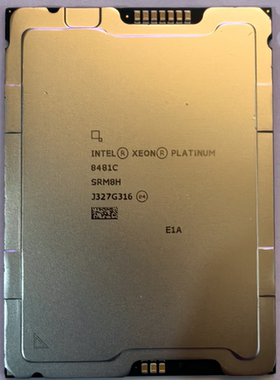 INTEL® XEON® PLATINUM
8481C
SRM8H
J327G316 e4
E1A